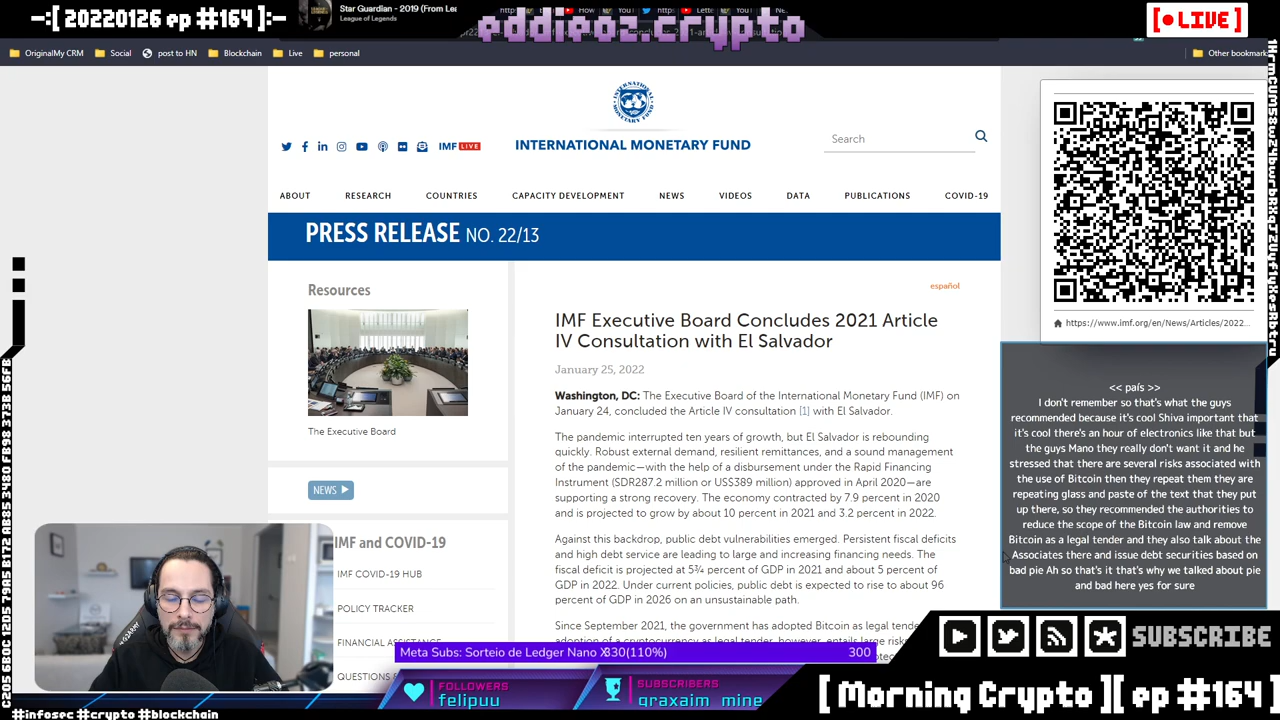 -:[ 20220126 ep #164 ]:-
Star Guardian - 2019 (From Lea
League of Legends
eddieoz.crypto
[● LIVE ]
OriginalMy CRM
Social
post to HN
Blockchain
Live
personal
Other bookmark
IMF LIVE
INTERNATIONAL MONETARY FUND
Search
ABOUT
RESEARCH
COUNTRIES
CAPACITY DEVELOPMENT
NEWS
VIDEOS
DATA
PUBLICATIONS
COVID-19
PRESS RELEASE NO. 22/13
Resources
The Executive Board
NEWS
IMF and COVID-19
IMF COVID-19 HUB
POLICY TRACKER
FINANCIAL ASSISTANCE
QUESTIONS
español
IMF Executive Board Concludes 2021 Article
IV Consultation with El Salvador
January 25, 2022
Washington, DC: The Executive Board of the International Monetary Fund (IMF) on
January 24, concluded the Article IV consultation [1] with El Salvador.
The pandemic interrupted ten years of growth, but El Salvador is rebounding
quickly. Robust external demand, resilient remittances, and a sound management
of the pandemic—with the help of a disbursement under the Rapid Financing
Instrument (SDR287.2 million or US$389 million) approved in April 2020—are
supporting a strong recovery. The economy contracted by 7.9 percent in 2020
and is projected to grow by about 10 percent in 2021 and 3.2 percent in 2022.
Against this backdrop, public debt vulnerabilities emerged. Persistent fiscal deficits
and high debt service are leading to large and increasing financing needs. The
fiscal deficit is projected at 5¾ percent of GDP in 2021 and about 5 percent of
GDP in 2022. Under current policies, public debt is expected to rise to about 96
percent of GDP in 2026 on an unsustainable path.
Since September 2021, the government has adopted Bitcoin as legal tende
adoption of a cryptocurrency as legal tender, however, entails large risk
https://www.imf.org/en/News/Articles/2022...
<< país >>
I don't remember so that's what the guys
recommended because it's cool Shiva important that
it's cool there's an hour of electronics like that but
the guys Mano they really don't want it and he
stressed that there are several risks associated with
the use of Bitcoin then they repeat them they are
repeating glass and paste of the text that they put
up there, so they recommended the authorities to
reduce the scope of the Bitcoin law and remove
Bitcoin as a legal tender and they also talk about the
Associates there and issue debt securities based on
bad pie Ah so that's it that's why we talked about pie
and bad here yes for sure
Meta Subs: Sorteio de Ledger Nano X
330(110%)
300
FOLLOWERS
felipuu
SUBSCRIBERS
graxaim_mine
SUBSCRIBE
[ Morning Crypto ][ ep #164 ]
#infosec #crypto #blockchain